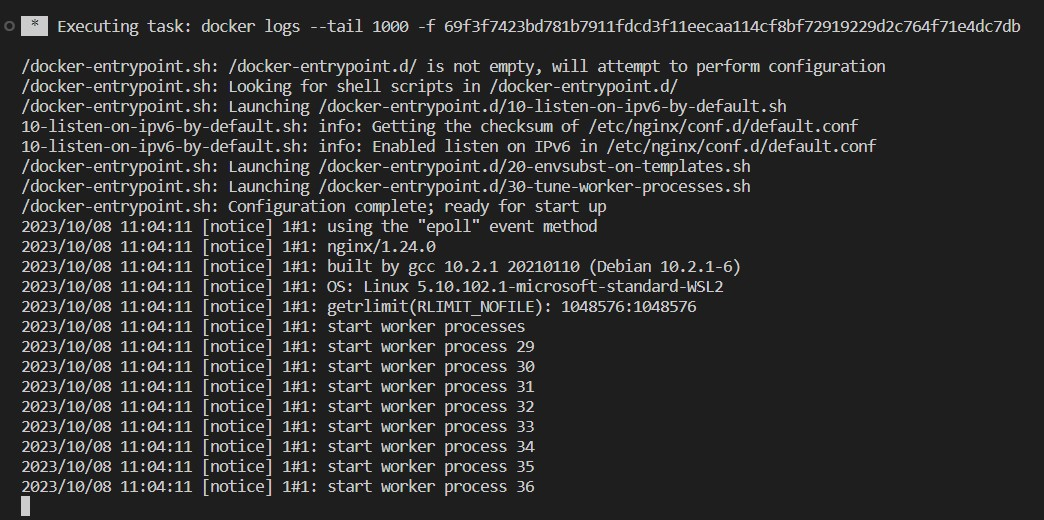 * Executing task: docker logs --tail 1000 -f 69f3f7423bd781b7911fdcd3f11eecaa114cf8bf72919229d2c764f71e4dc7db
/docker-entrypoint.sh: /docker-entrypoint.d/ is not empty, will attempt to perform configuration
/docker-entrypoint.sh: Looking for shell scripts in /docker-entrypoint.d/
/docker-entrypoint.sh: Launching /docker-entrypoint.d/10-listen-on-ipv6-by-default.sh
10-listen-on-ipv6-by-default.sh: info: Getting the checksum of /etc/nginx/conf.d/default.conf
10-listen-on-ipv6-by-default.sh: info: Enabled listen on IPv6 in /etc/nginx/conf.d/default.conf
/docker-entrypoint.sh: Launching /docker-entrypoint.d/20-envsubst-on-templates.sh
/docker-entrypoint.sh: Launching /docker-entrypoint.d/30-tune-worker-processes.sh
/docker-entrypoint.sh: Configuration complete; ready for start up
2023/10/08 11:04:11 [notice] 1#1: using the "epoll" event method
2023/10/08 11:04:11 [notice] 1#1: nginx/1.24.0
2023/10/08 11:04:11 [notice] 1#1: built by gcc 10.2.1 20210110 (Debian 10.2.1-6)
2023/10/08 11:04:11 [notice] 1#1: OS: Linux 5.10.102.1-microsoft-standard-WSL2
2023/10/08 11:04:11 [notice] 1#1: getrlimit(RLIMIT_NOFILE): 1048576:1048576
2023/10/08 11:04:11 [notice] 1#1: start worker processes
2023/10/08 11:04:11 [notice] 1#1: start worker process 29
2023/10/08 11:04:11 [notice] 1#1: start worker process 30
2023/10/08 11:04:11 [notice] 1#1: start worker process 31
2023/10/08 11:04:11 [notice] 1#1: start worker process 32
2023/10/08 11:04:11 [notice] 1#1: start worker process 33
2023/10/08 11:04:11 [notice] 1#1: start worker process 34
2023/10/08 11:04:11 [notice] 1#1: start worker process 35
2023/10/08 11:04:11 [notice] 1#1: start worker process 36